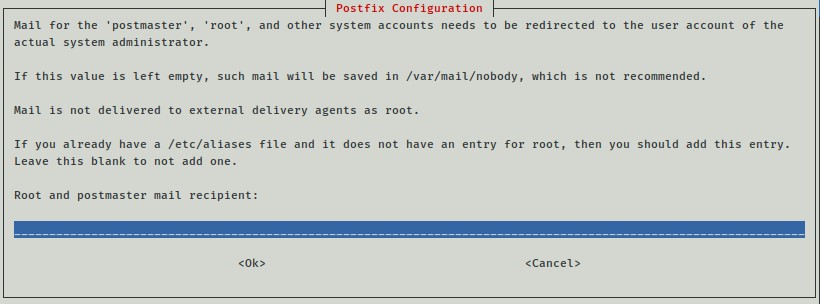 Postfix Configuration
Mail for the 'postmaster', 'root', and other system accounts needs to be redirected to the user account of the
actual system administrator.
If this value is left empty, such mail will be saved in /var/mail/nobody, which is not recommended.
Mail is not delivered to external delivery agents as root.
If you already have a /etc/aliases file and it does not have an entry for root, then you should add this entry.
Leave this blank to not add one.
Root and postmaster mail recipient:
<Ok> <Cancel>